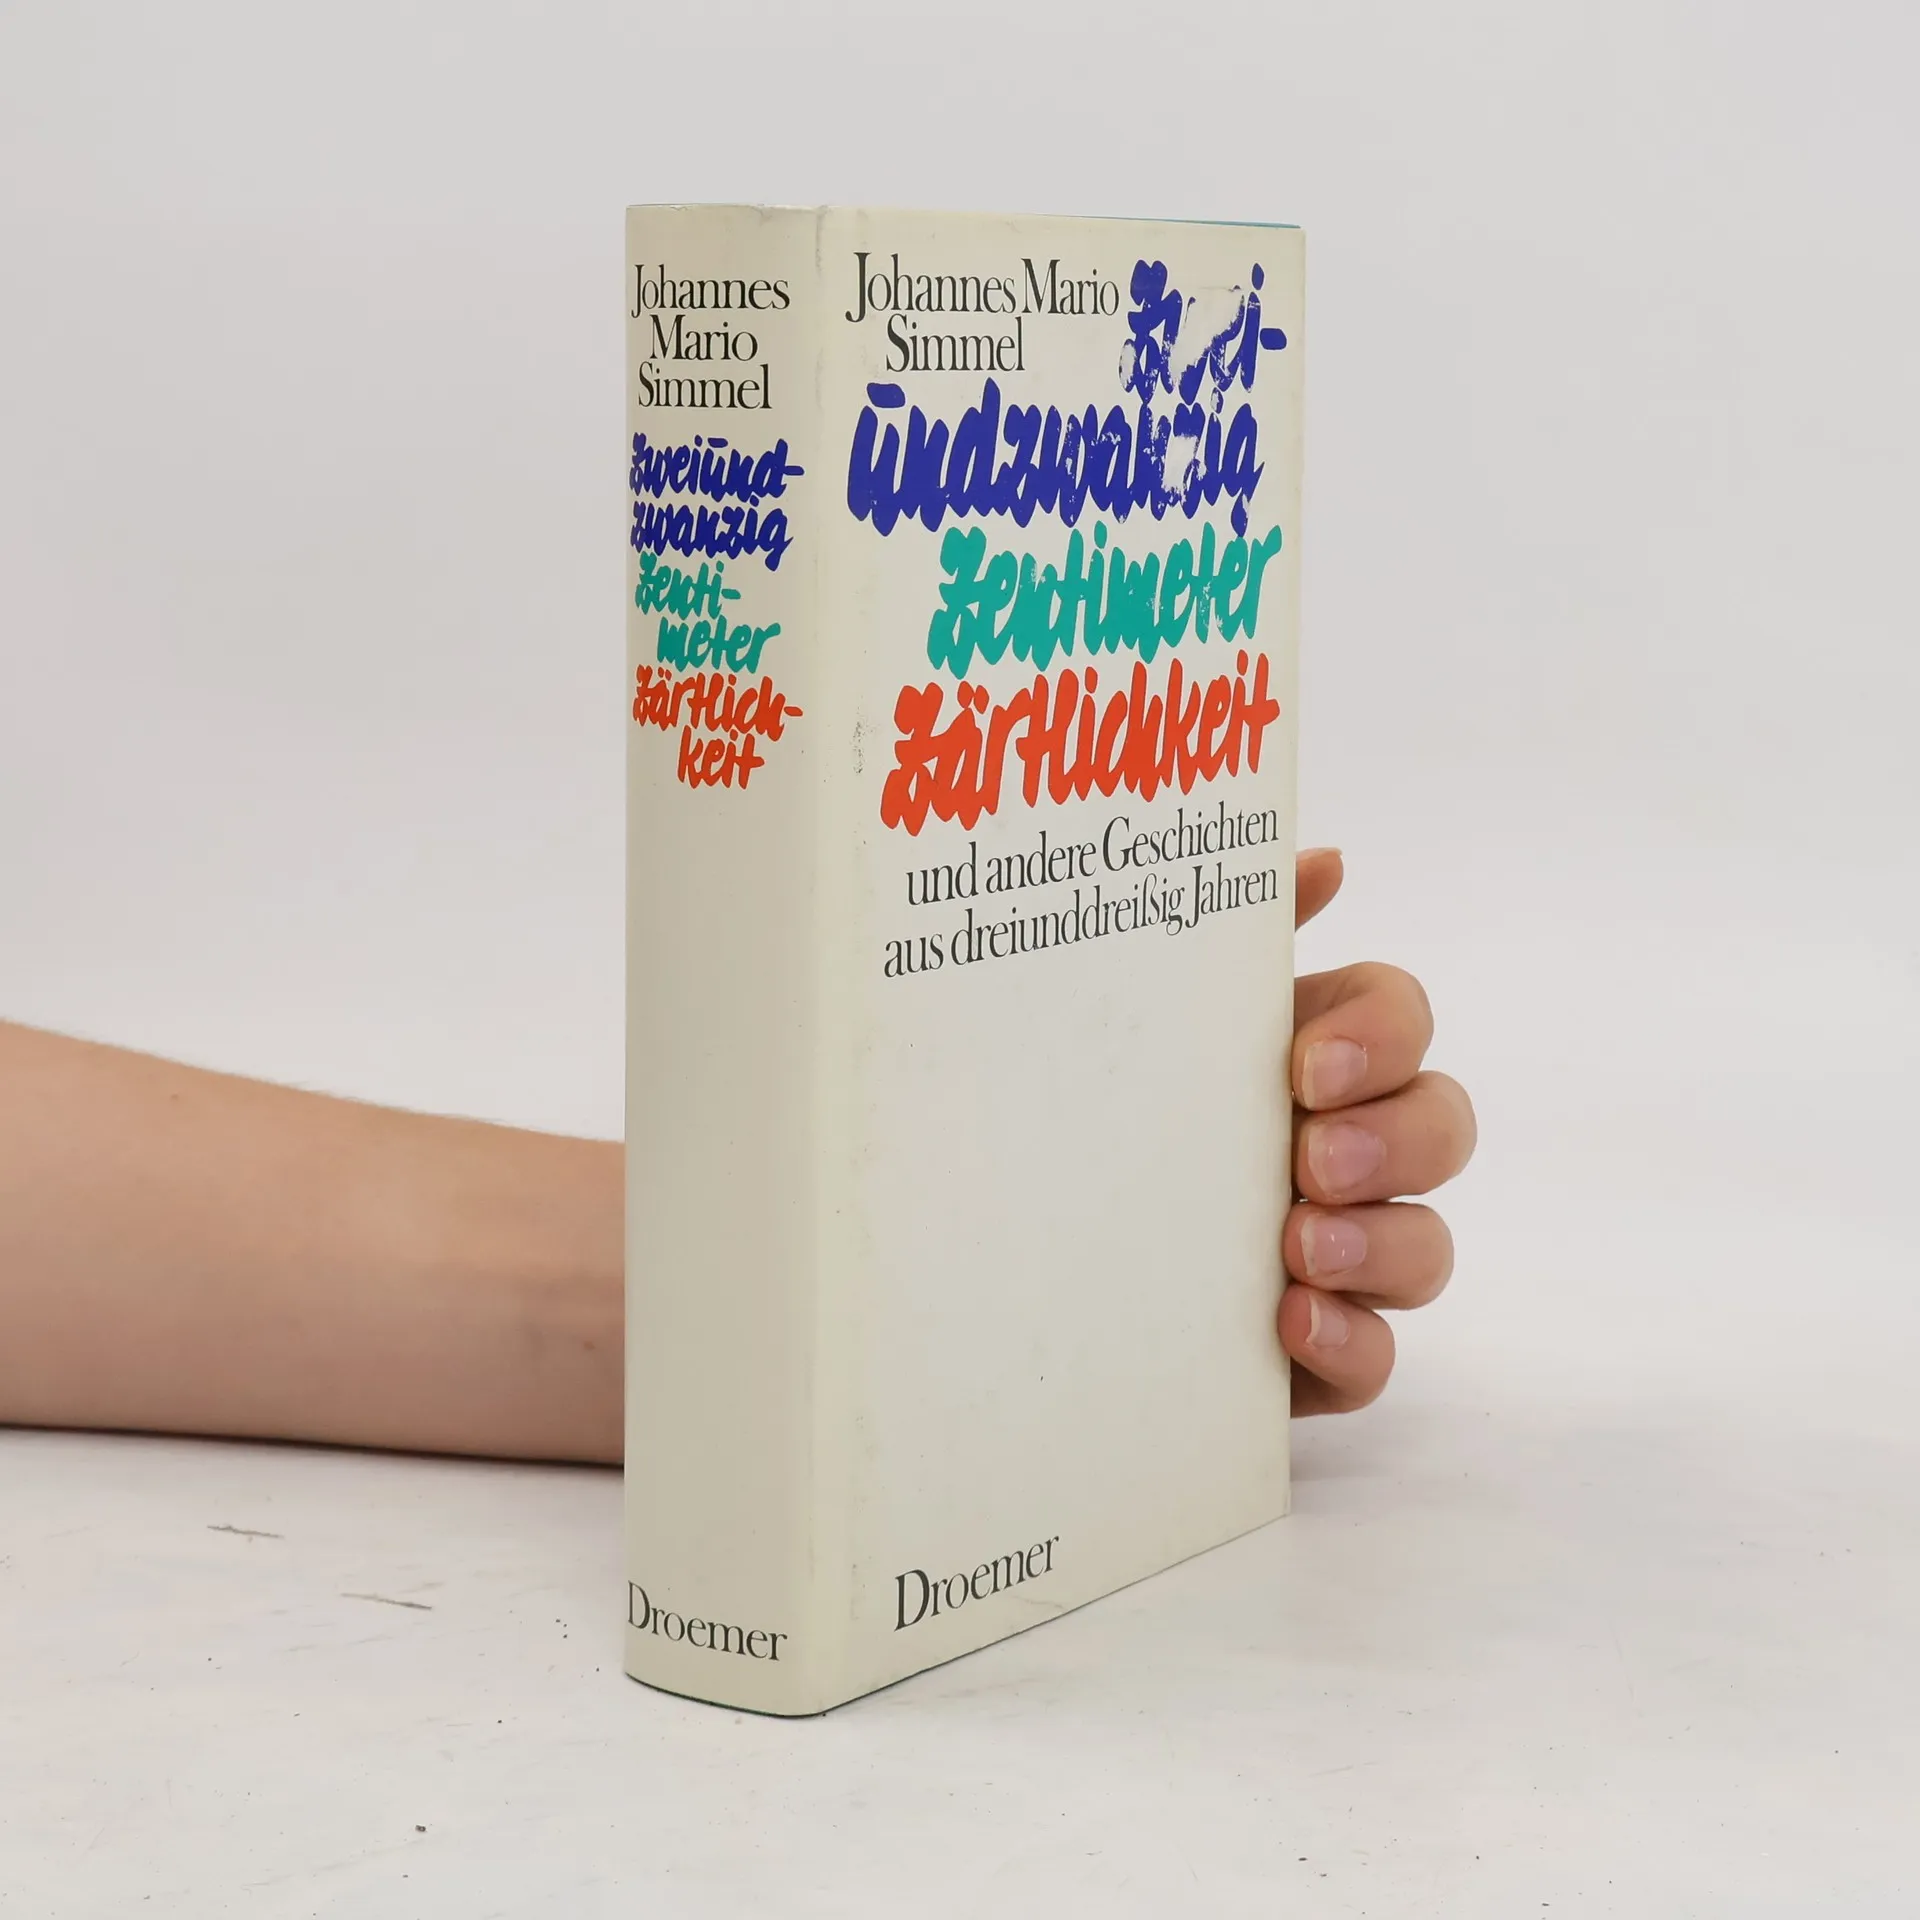 Johannes
Mario
Simmel
Zweiund-
zwanzig
Zenti-
meter
Zärtlich-
keit
Droemer
Johannes Mario
Simmel
Zwei-
undzwanzig
Zentimeter
Zärtlichkeit
und andere Geschichten
aus dreiunddreißig Jahren
Droemer